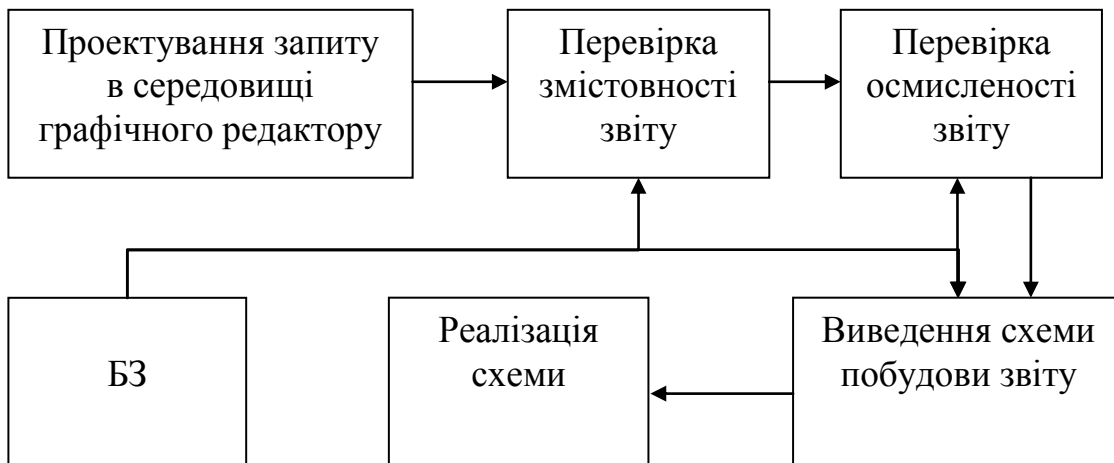 Проектування запиту
в середовищі
графічного редактору
Перевірка
змістовності
звіту
Перевірка
осмисленості
звіту
БЗ
Реалізація
схеми
Виведення схеми
побудови звіту